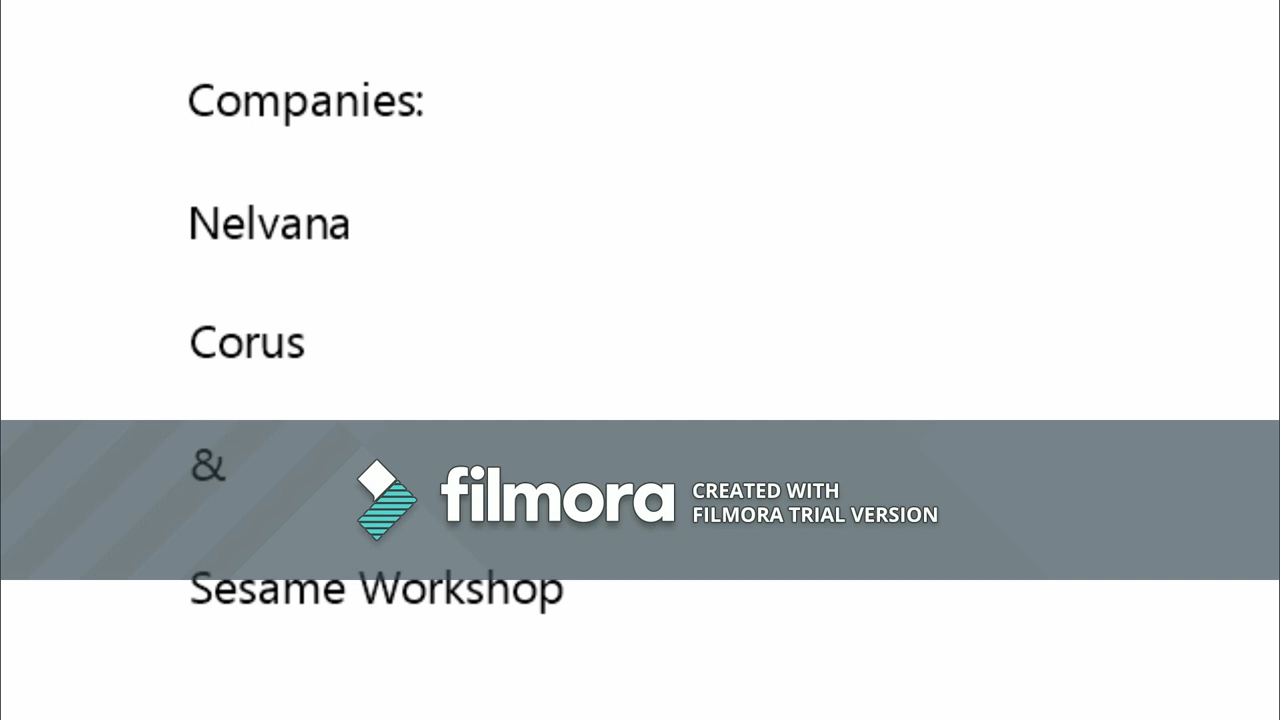 Companies:
Nelvana
Corus
&
filmora
CREATED WITH
FILMORA TRIAL VERSION
Sesame Workshop